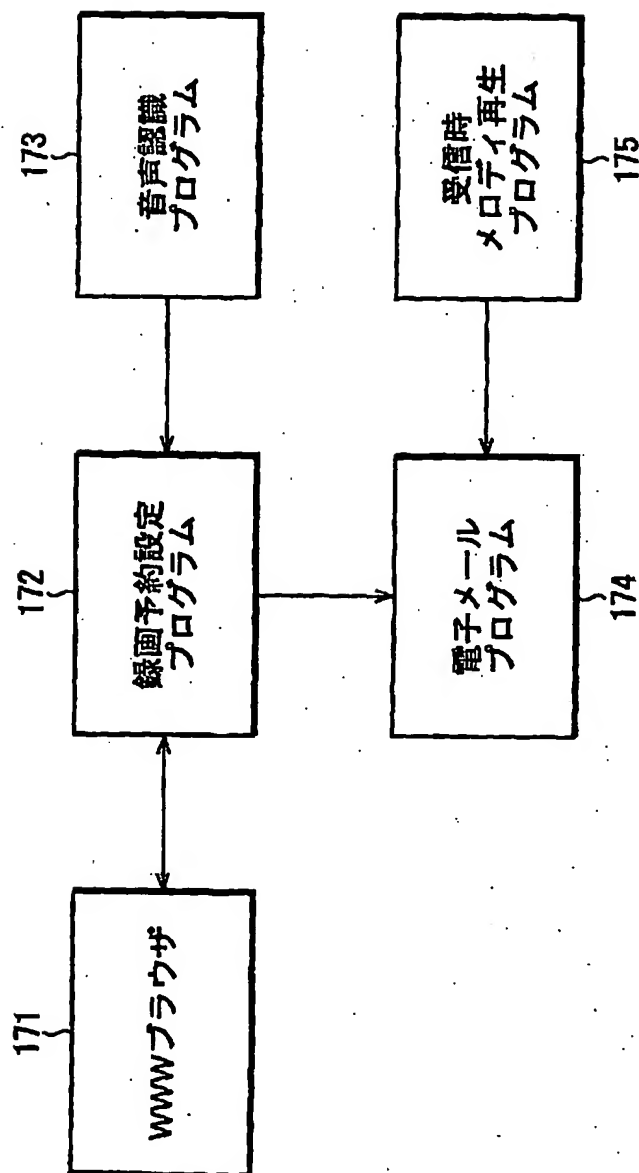 171
WWWブラウザ
172
録画予約設定
プログラム
173
音声認識
プログラム
174
電子メール
プログラム
175
受信時
メロディ再生
プログラム